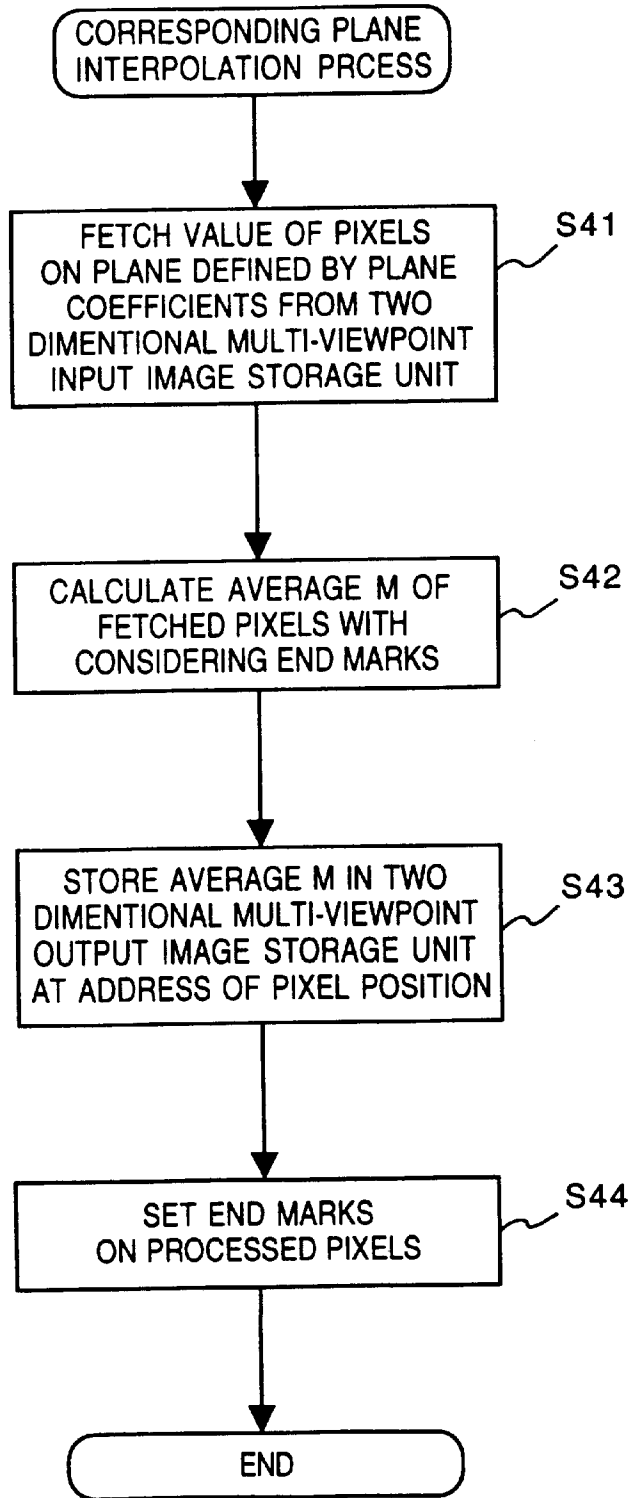 CORRESPONDING PLANE
INTERPOLATION PRCESS
FETCH VALUE OF PIXELS
ON PLANE DEFINED BY PLANE
COEFFICIENTS FROM TWO
DIMENTIONAL MULTI-VIEWPOINT
INPUT IMAGE STORAGE UNIT
S41
CALCULATE AVERAGE M OF
FETCHED PIXELS WITH
CONSIDERING END MARKS
S42
STORE AVERAGE M IN TWO
DIMENTIONAL MULTI-VIEWPOINT
OUTPUT IMAGE STORAGE UNIT
AT ADDRESS OF PIXEL POSITION
S43
SET END MARKS
ON PROCESSED PIXELS
S44
END